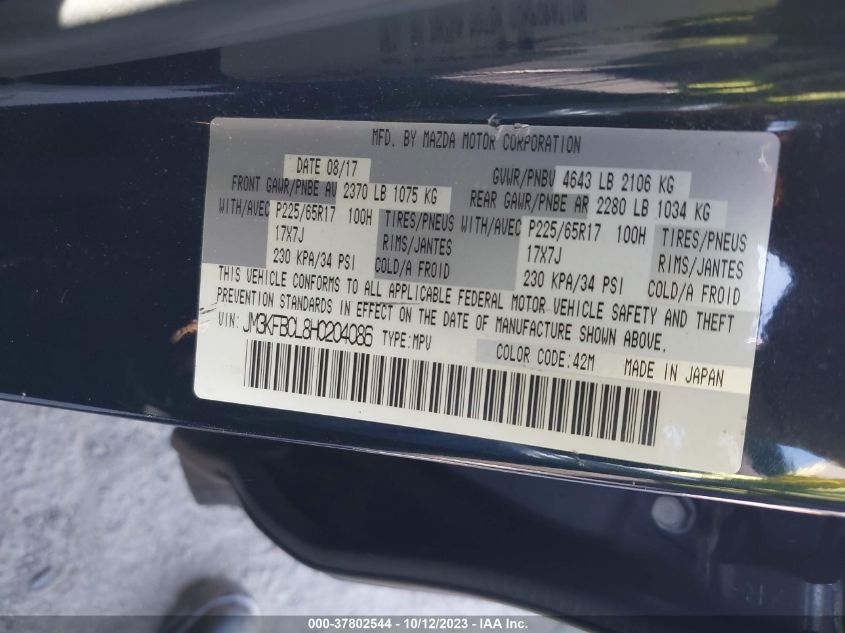 MFD. BY MAZDA MOTOR CORPORATION
DATE 08/17 GVWR/PNBV 4643 LB 2106 KG
FRONT GAWR/PNBE AV 2370 LB 1075 KG REAR GAWR/PNBE AR 2280 LB 1034 KG
WITH/AVEC P225/65R17 100H TIRES/PNEUS WITH/AVEC P225/65R17 100H TIRES/PNEUS
17X7J RIMS/JANTES 17X7J RIMS/JANTES
230 KPA/34 PSI COLD/A FROID 230 KPA/34 PSI COLD/A FROID
THIS VEHICLE CONFORMS TO ALL APPLICABLE FEDERAL MOTOR VEHICLE SAFETY AND THEFT
PREVENTION STANDARDS IN EFFECT ON THE DATE OF MANUFACTURE SHOWN ABOVE.
VIN: JM3KFBCL8H0204086 TYPE:MPV
COLOR CODE:42M MADE IN JAPAN
000-37802544 - 10/12/2023 - IAA Inc.